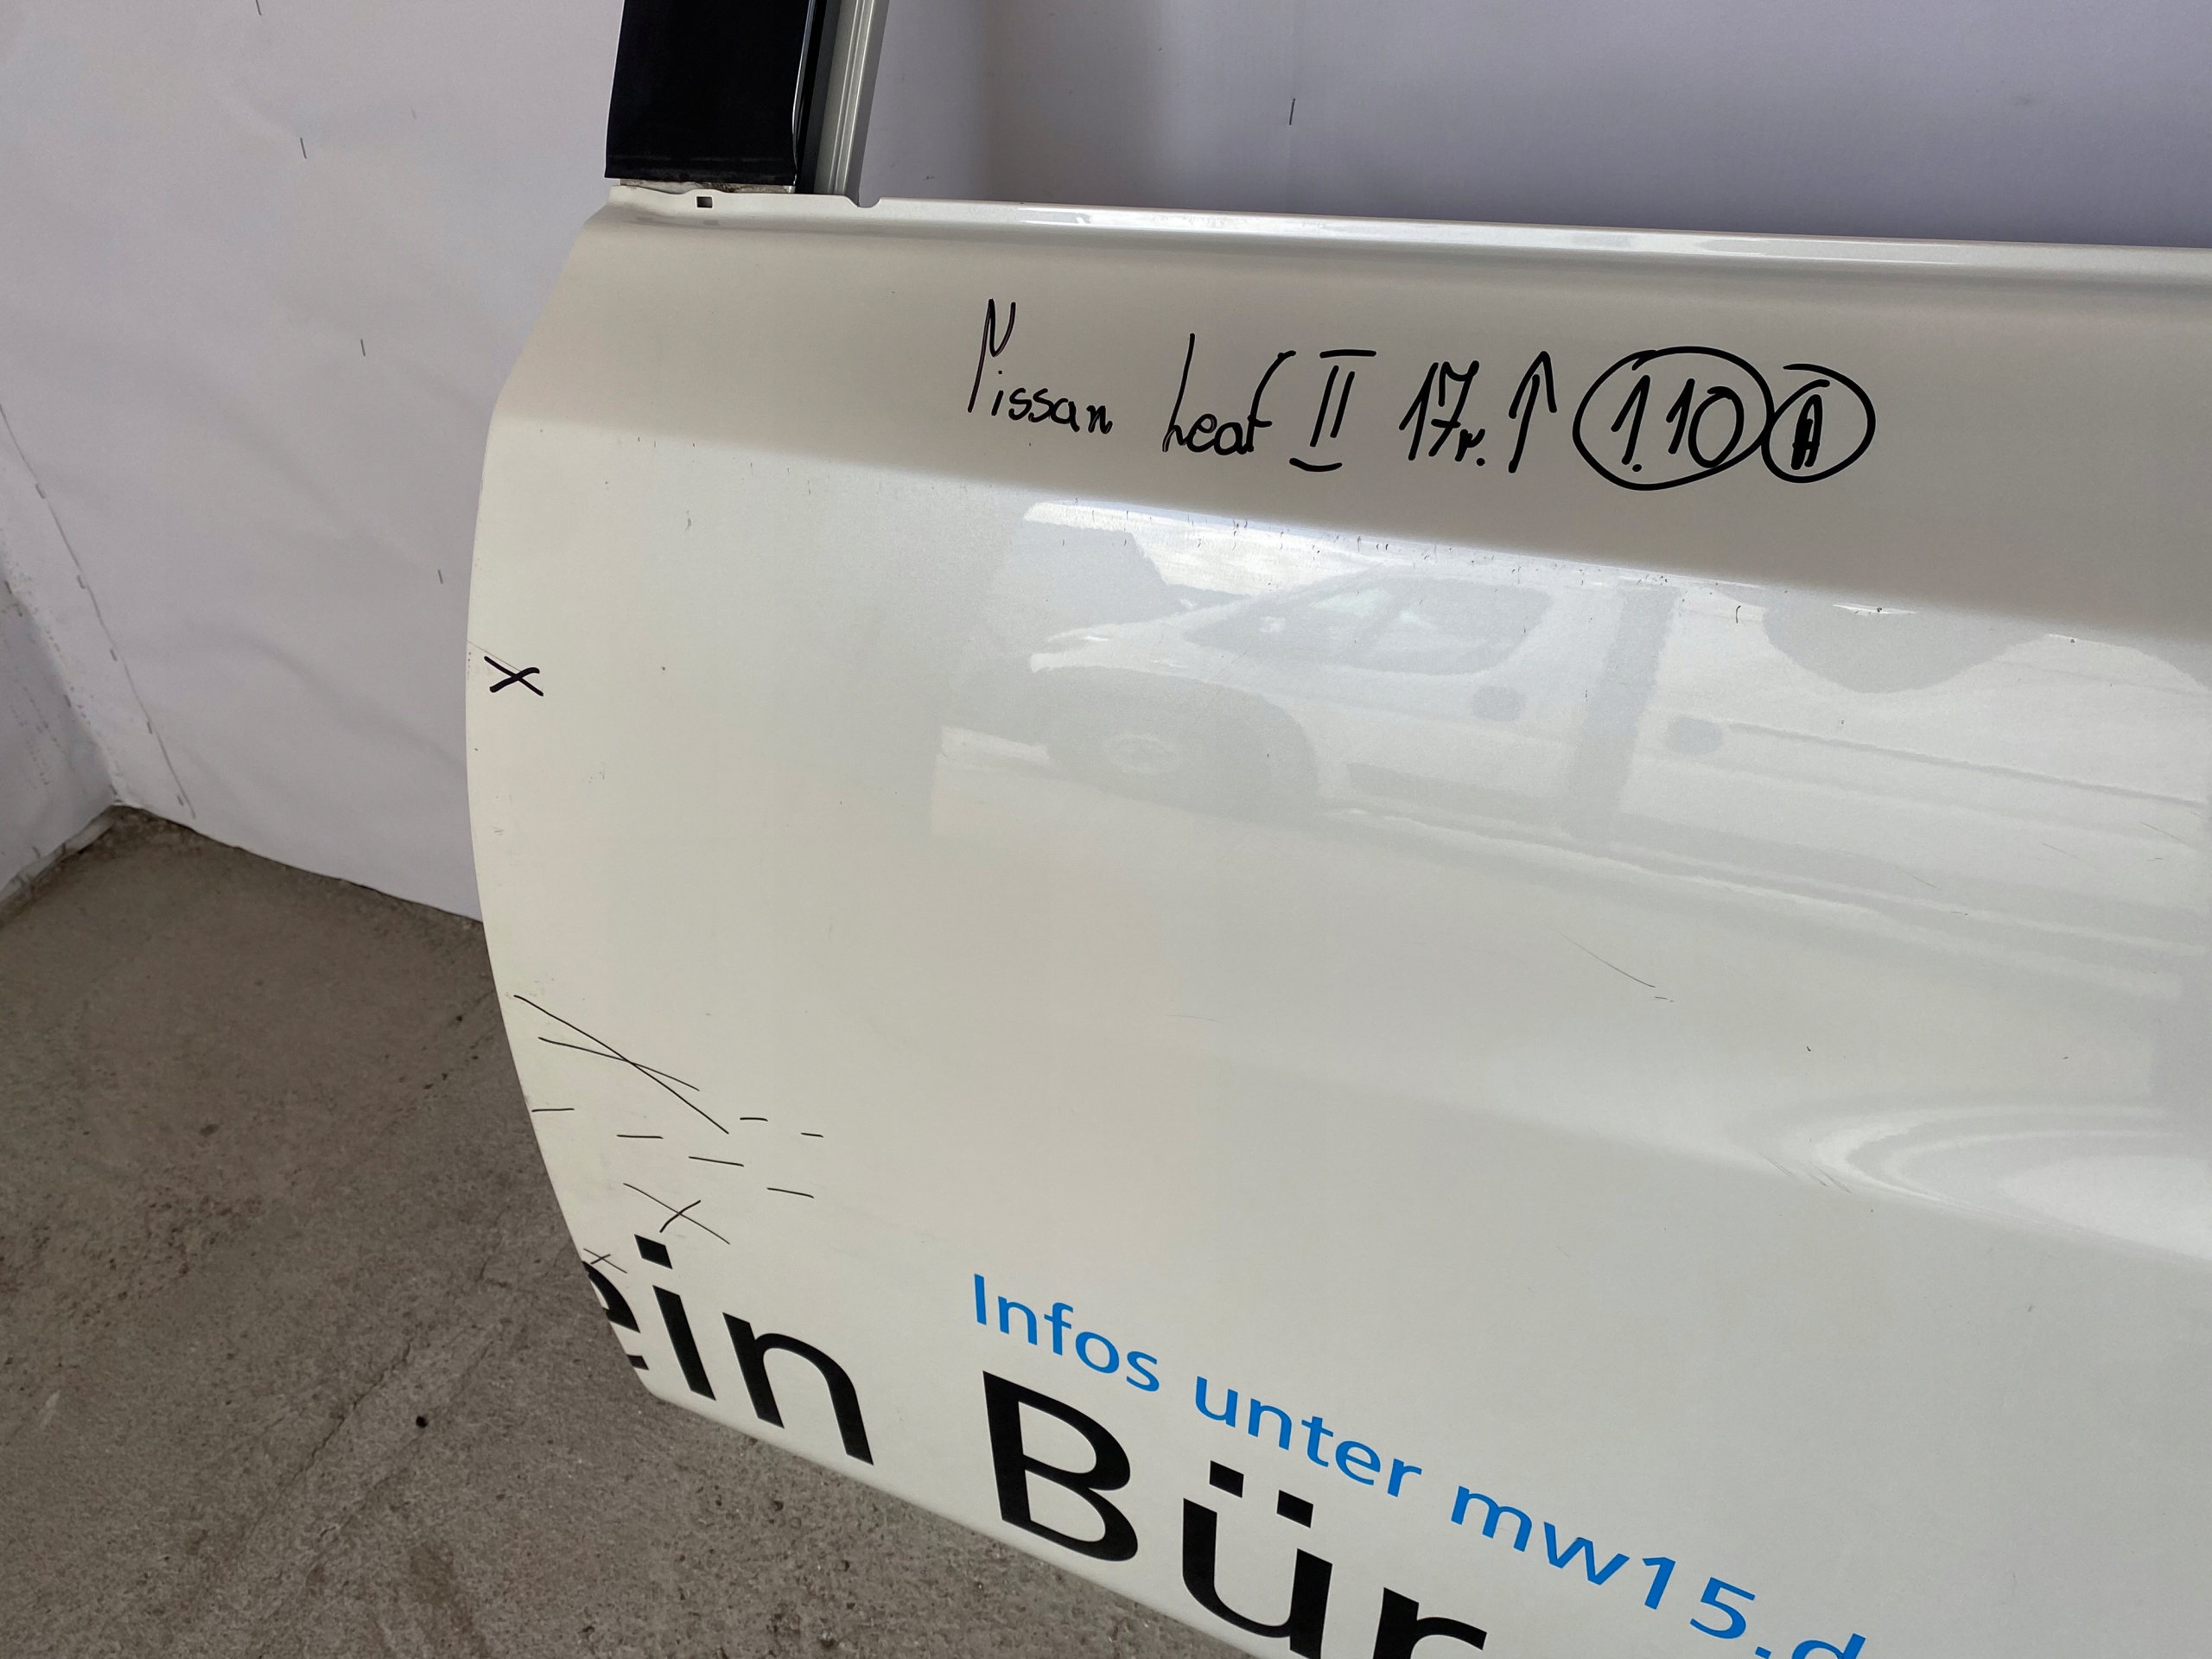 Nissan Leaf II 17r. ↑ 1.10 A
Infos unter mw15.d
ein Bür